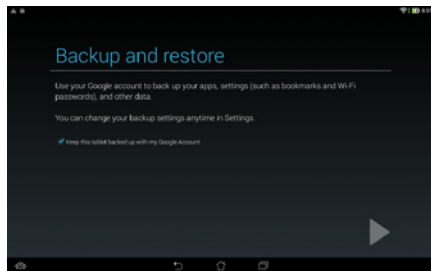 Backup and restore
Use your Google account to back up your apps, settings (such as bookmarks and Wi-Fi
passwords), and other data.
You can change your backup settings anytime in Settings.
Keep this tablet backed up with my Google Account